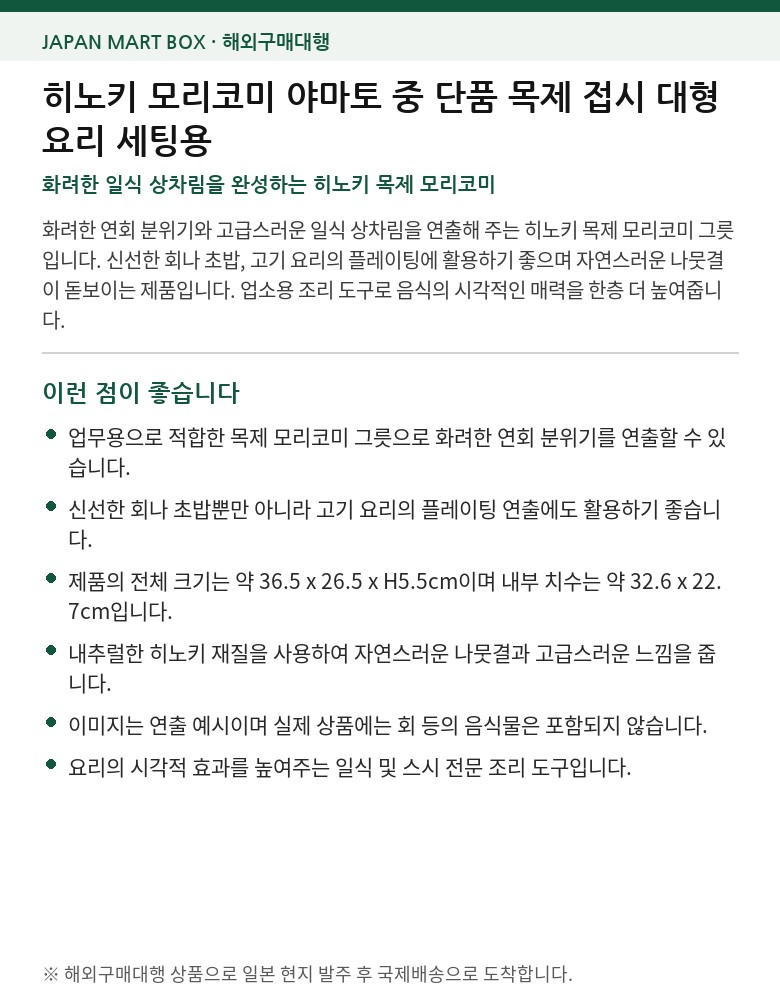 JAPAN MART BOX · 해외구매대행
히노키 모리코미 야마토 중 단품 목제 접시 대형
요리 세팅용
화려한 일식 상차림을 완성하는 히노키 목제 모리코미
화려한 연회 분위기와 고급스러운 일식 상차림을 연출해 주는 히노키 목제 모리코미 그릇
입니다. 신선한 회나 초밥, 고기 요리의 플레이팅에 활용하기 좋으며 자연스러운 나뭇결
이 돋보이는 제품입니다. 업소용 조리 도구로 음식의 시각적인 매력을 한층 더 높여줍니
다.
이런 점이 좋습니다
● 업무용으로 적합한 목제 모리코미 그릇으로 화려한 연회 분위기를 연출할 수 있
습니다.
● 신선한 회나 초밥뿐만 아니라 고기 요리의 플레이팅 연출에도 활용하기 좋습니
다.
● 제품의 전체 크기는 약 36.5 x 26.5 x H5.5cm이며 내부 치수는 약 32.6 x 22.
7cm입니다.
● 내추럴한 히노키 재질을 사용하여 자연스러운 나뭇결과 고급스러운 느낌을 줍
니다.
● 이미지는 연출 예시이며 실제 상품에는 회 등의 음식물은 포함되지 않습니다.
● 요리의 시각적 효과를 높여주는 일식 및 스시 전문 조리 도구입니다.
※ 해외구매대행 상품으로 일본 현지 발주 후 국제배송으로 도착합니다.